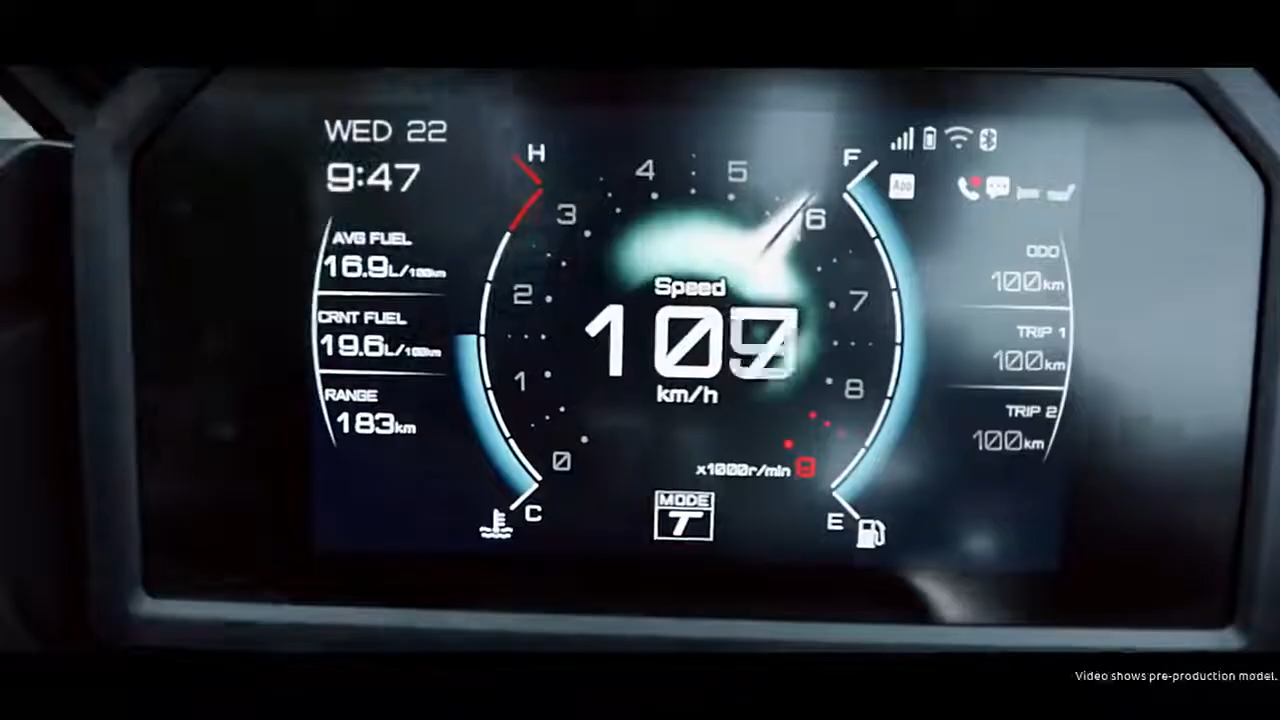 WED 22
9:47
AVG FUEL
16.9L/100km
CRNT FUEL
19.6L/100km
RANGE
183km
H
C
0
1
2
3
4
5
6
7
8
9
x1000r/min
Speed
km/h
MODE
T
F
E
App
ODO
100km
TRIP 1
100km
TRIP 2
100km
Video shows pre-production model.